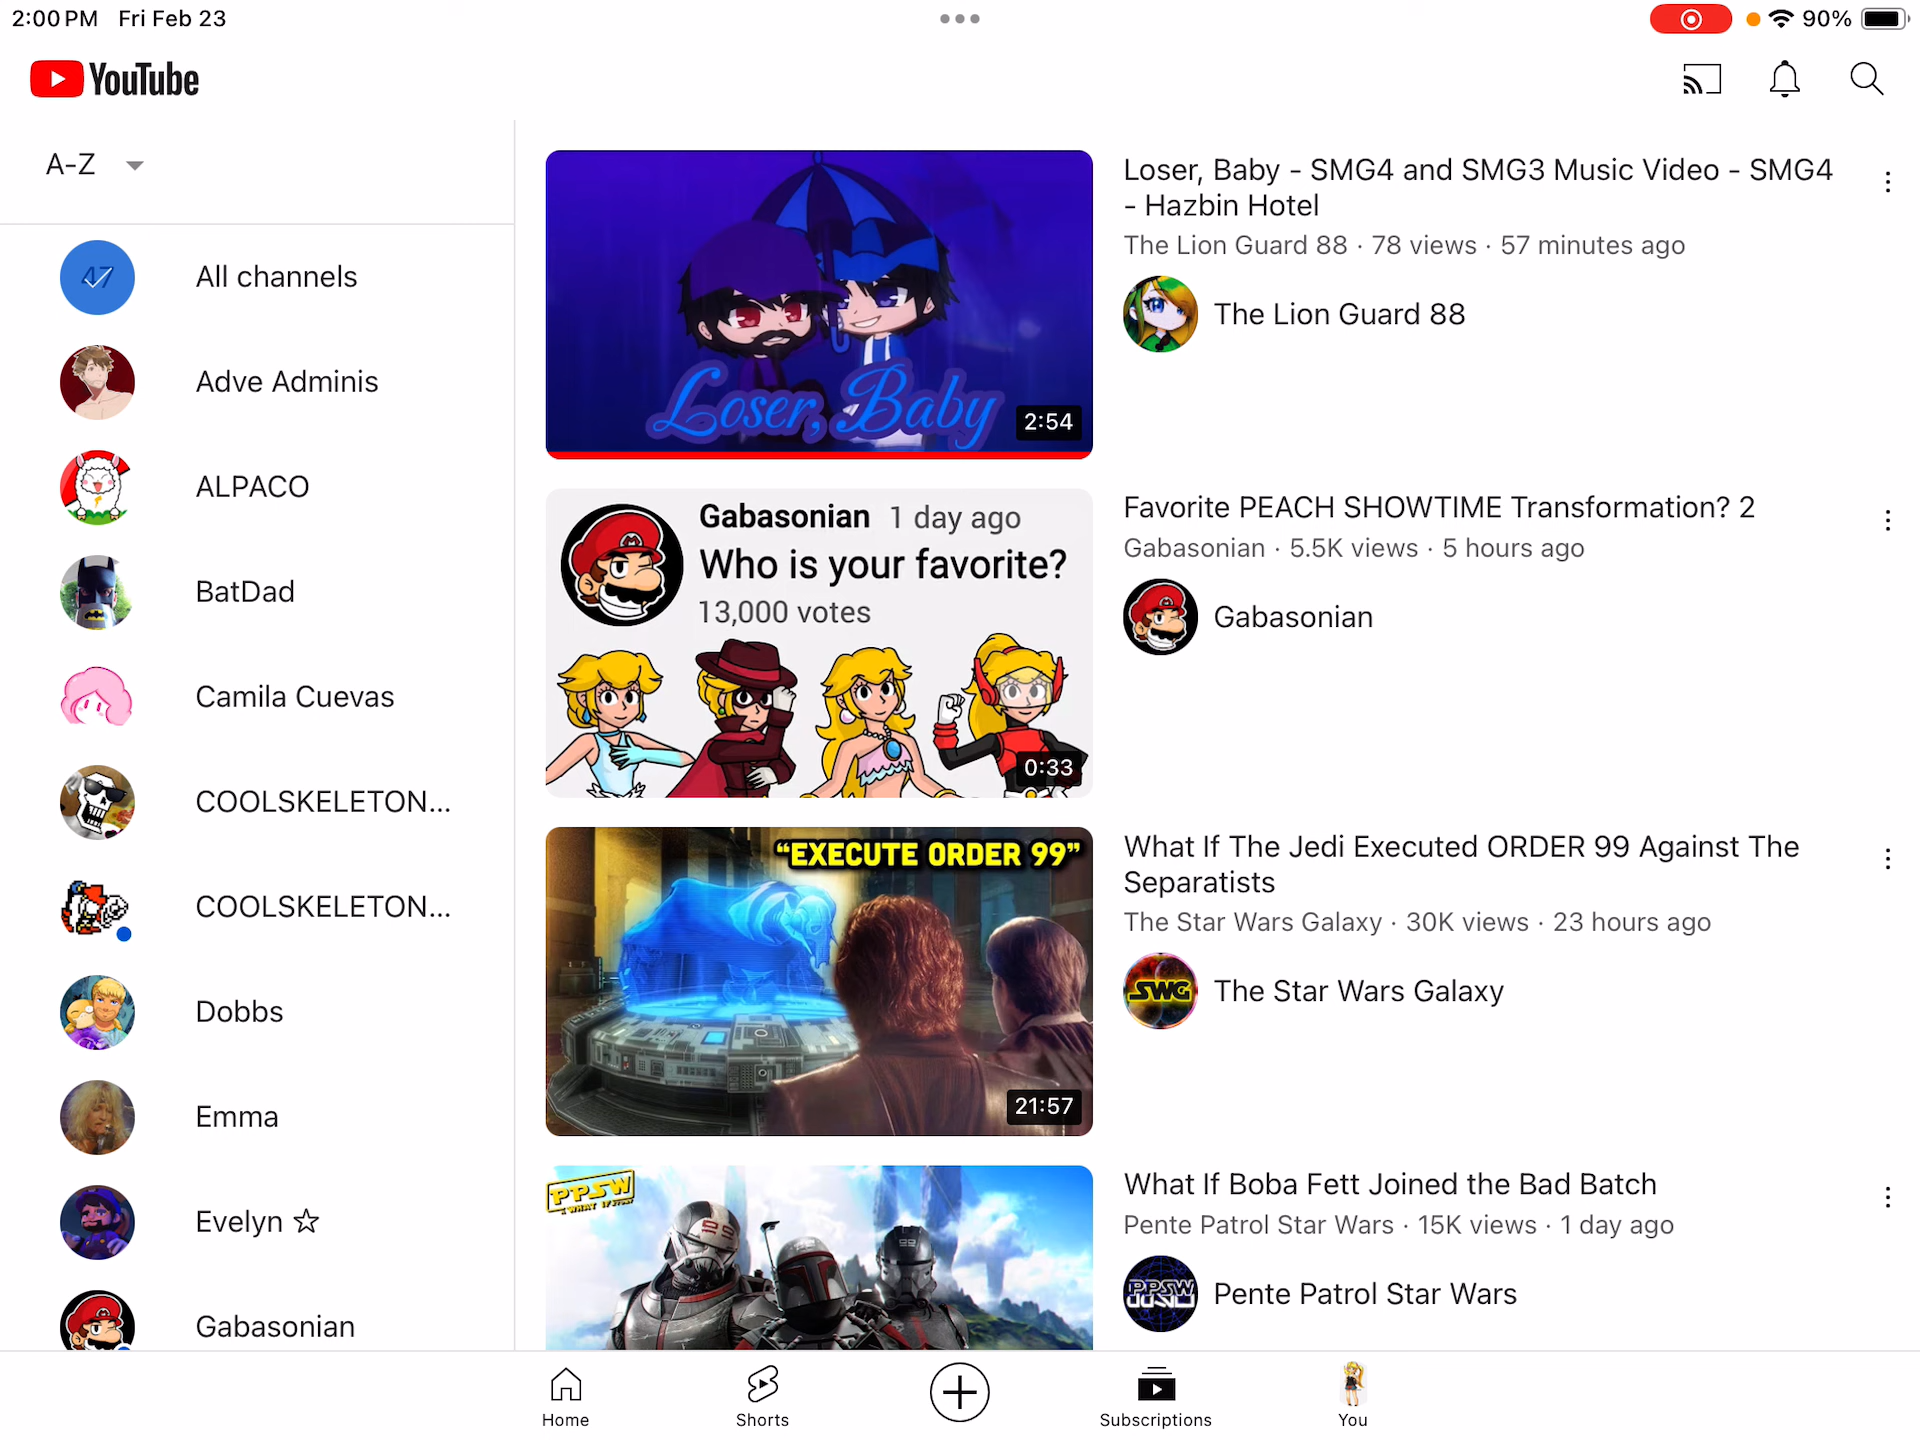 2:00 PM Fri Feb 23
90%
YouTube
A-Z
47
All channels
Adve Adminis
ALPACO
BatDad
Camila Cuevas
COOLSKELETON...
COOLSKELETON...
Dobbs
Emma
Evelyn ☆
Gabasonian
Loser, Baby
2:54
Loser, Baby - SMG4 and SMG3 Music Video - SMG4
- Hazbin Hotel
The Lion Guard 88 · 78 views · 57 minutes ago
The Lion Guard 88
Gabasonian 1 day ago
Who is your favorite?
13,000 votes
0:33
Favorite PEACH SHOWTIME Transformation? 2
Gabasonian · 5.5K views · 5 hours ago
Gabasonian
“EXECUTE ORDER 99”
21:57
What If The Jedi Executed ORDER 99 Against The
Separatists
The Star Wars Galaxy · 30K views · 23 hours ago
SWG
The Star Wars Galaxy
PPSW
A WHAT IF STORY
99
What If Boba Fett Joined the Bad Batch
Pente Patrol Star Wars · 15K views · 1 day ago
PPSW
Pente Patrol Star Wars
Home
Shorts
Subscriptions
You